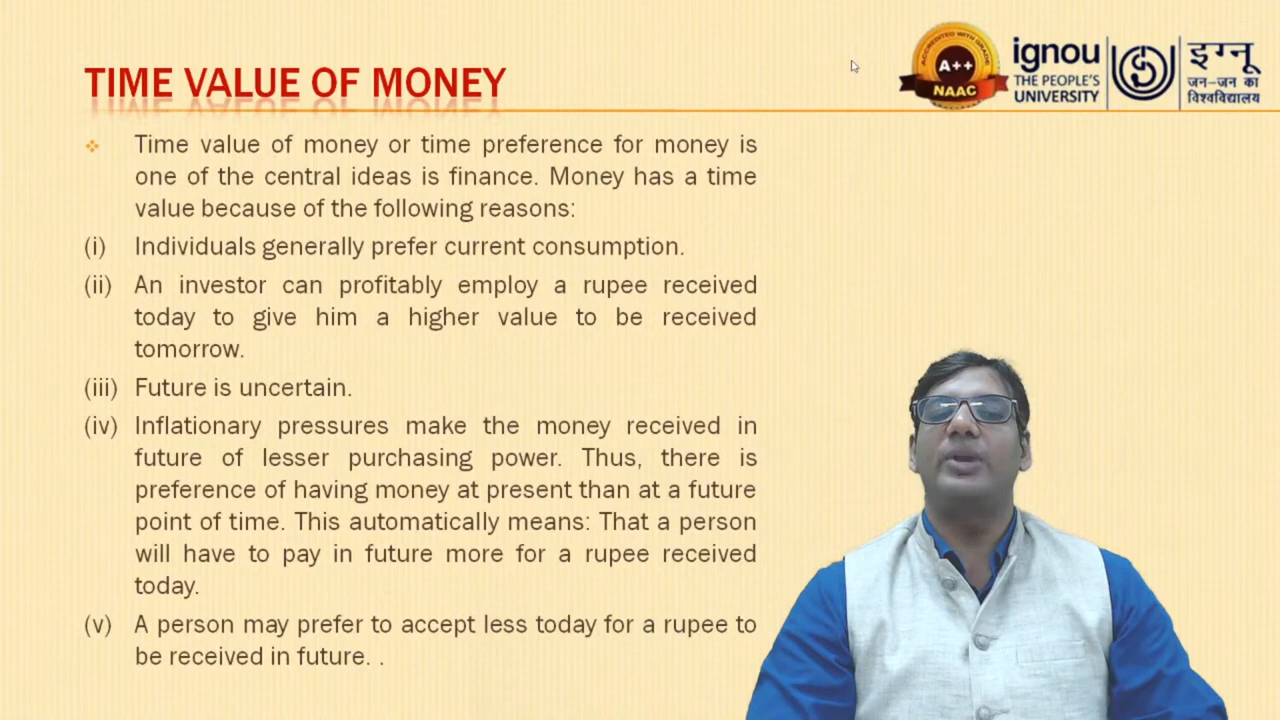 TIME VALUE OF MONEY
ACCREDITED WITH GRADE
A++
NAAC
ignou
THE PEOPLE'S
UNIVERSITY
इग्नू
जन-जन का
विश्वविद्यालय
Time value of money or time preference for money is
one of the central ideas is finance. Money has a time
value because of the following reasons:
(i) Individuals generally prefer current consumption.
(ii) An investor can profitably employ a rupee received
today to give him a higher value to be received
tomorrow.
(iii) Future is uncertain.
(iv) Inflationary pressures make the money received in
future of lesser purchasing power. Thus, there is
preference of having money at present than at a future
point of time. This automatically means: That a person
will have to pay in future more for a rupee received
today.
(v) A person may prefer to accept less today for a rupee to
be received in future. .